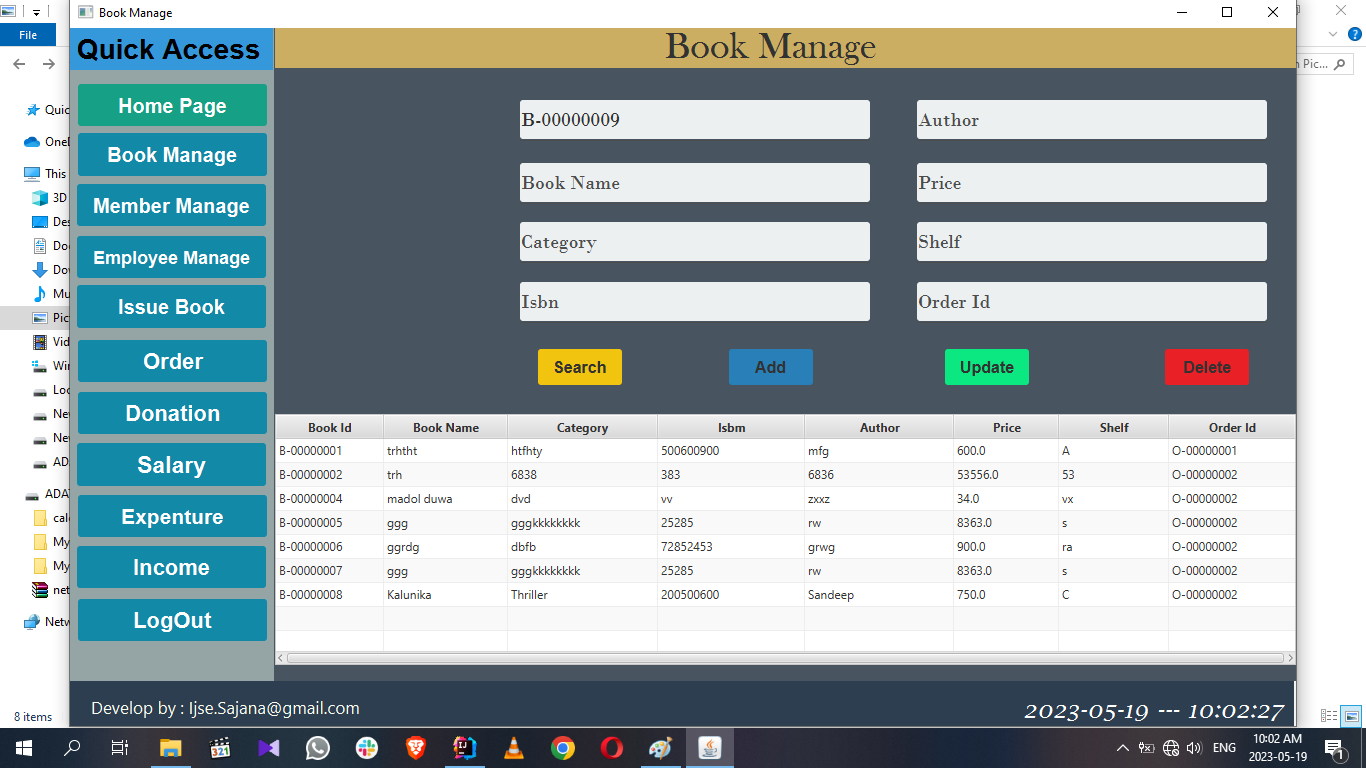 Book Manage
File
Quick Access
Book Manage
Home Page
Book Manage
Member Manage
Employee Manage
Issue Book
Order
Donation
Salary
Expenture
Income
LogOut
B-00000009
Author
Book Name
Price
Category
Shelf
Isbn
Order Id
Search Add Update Delete
Book Id Book Name Category Isbm Author Price Shelf Order Id
B-00000001 trhtht htfhty 500600900 mfg 600.0 A O-00000001
B-00000002 trh 6838 383 6836 53556.0 53 O-00000002
B-00000004 madol duwa dvd vv zxxz 34.0 vx O-00000002
B-00000005 ggg gggkkkkkkkk 25285 rw 8363.0 s O-00000002
B-00000006 ggrdg dbfb 72852453 grwg 900.0 ra O-00000002
B-00000007 ggg gggkkkkkkkk 25285 rw 8363.0 s O-00000002
B-00000008 Kalunika Thriller 200500600 Sandeep 750.0 C O-00000002
Develop by : Ijse.Sajana@gmail.com
2023-05-19 --- 10:02:27
Quic
OneD
This
3D
Des
Doc
Dov
Mu
Pic
Vid
Win
Loc
New
New
AD
ADA
cale
My
My
net
Netw
Pic...
8 items
321
ENG
10:02 AM
2023-05-19
1